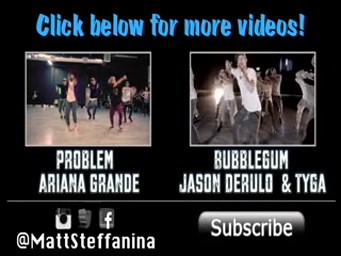 Click below for more videos!
PROBLEM
ARIANA GRANDE
BUBBLEGUM
JASON DERULO & TYGA
@MattSteffanina
Subscribe